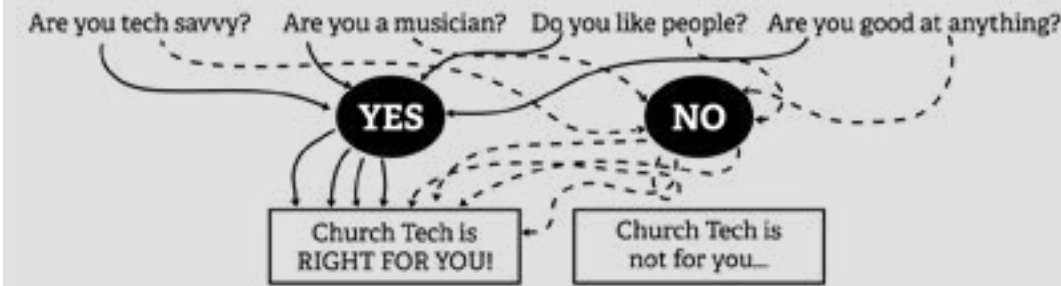 Are you tech savvy? Are you a musician? Do you like people? Are you good at anything?
YES
NO
Church Tech is
RIGHT FOR YOU!
Church Tech is
not for you...